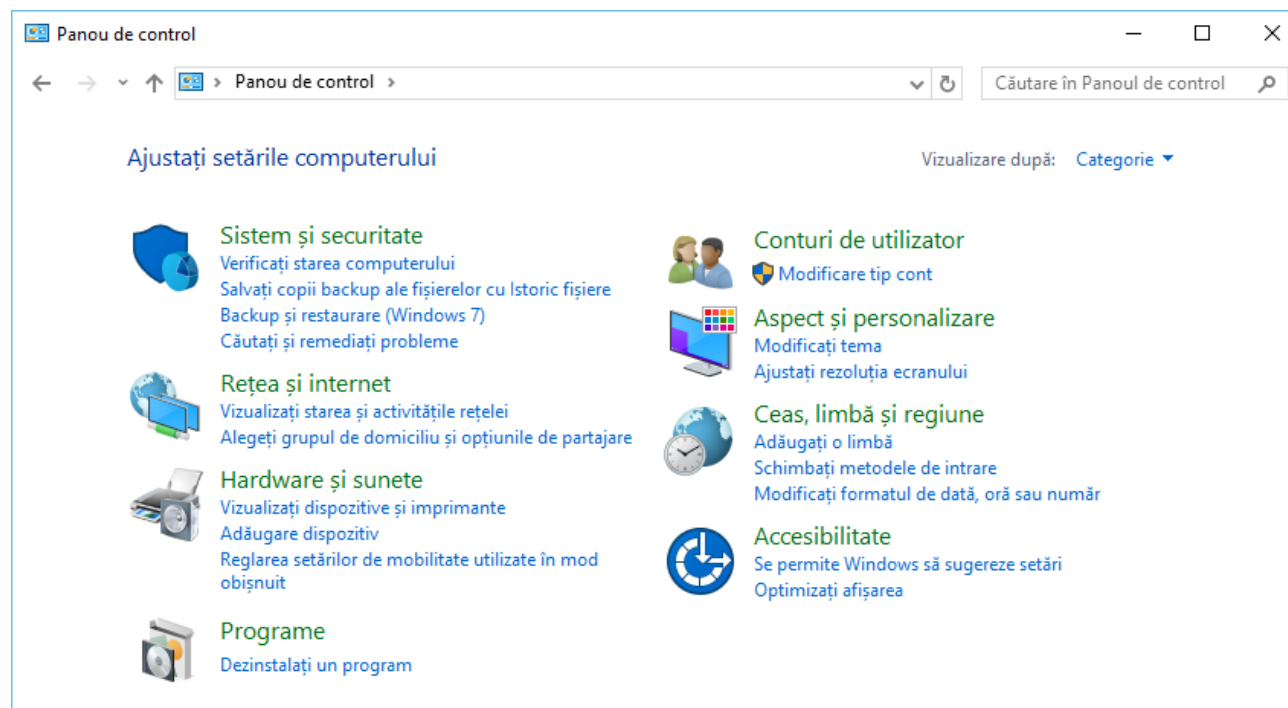 Panou de control
Panou de control
Căutare în Panoul de control
Ajustați setările computerului
Vizualizare după: Categorie
Sistem și securitate
Verificați starea computerului
Salvați copii backup ale fișierelor cu Istoric fișiere
Backup și restaurare (Windows 7)
Căutați și remediați probleme
Rețea și internet
Vizualizați starea și activitățile rețelei
Alegeți grupul de domiciliu și opțiunile de partajare
Hardware și sunete
Vizualizați dispozitive și imprimante
Adăugare dispozitiv
Reglarea setărilor de mobilitate utilizate în mod
obișnuit
Programe
Dezinstalați un program
Conturi de utilizator
Modificare tip cont
Aspect și personalizare
Modificați tema
Ajustați rezoluția ecranului
Ceas, limbă și regiune
Adăugați o limbă
Schimbați metodele de intrare
Modificați formatul de dată, oră sau număr
Accesibilitate
Se permite Windows să sugereze setări
Optimizați afișarea